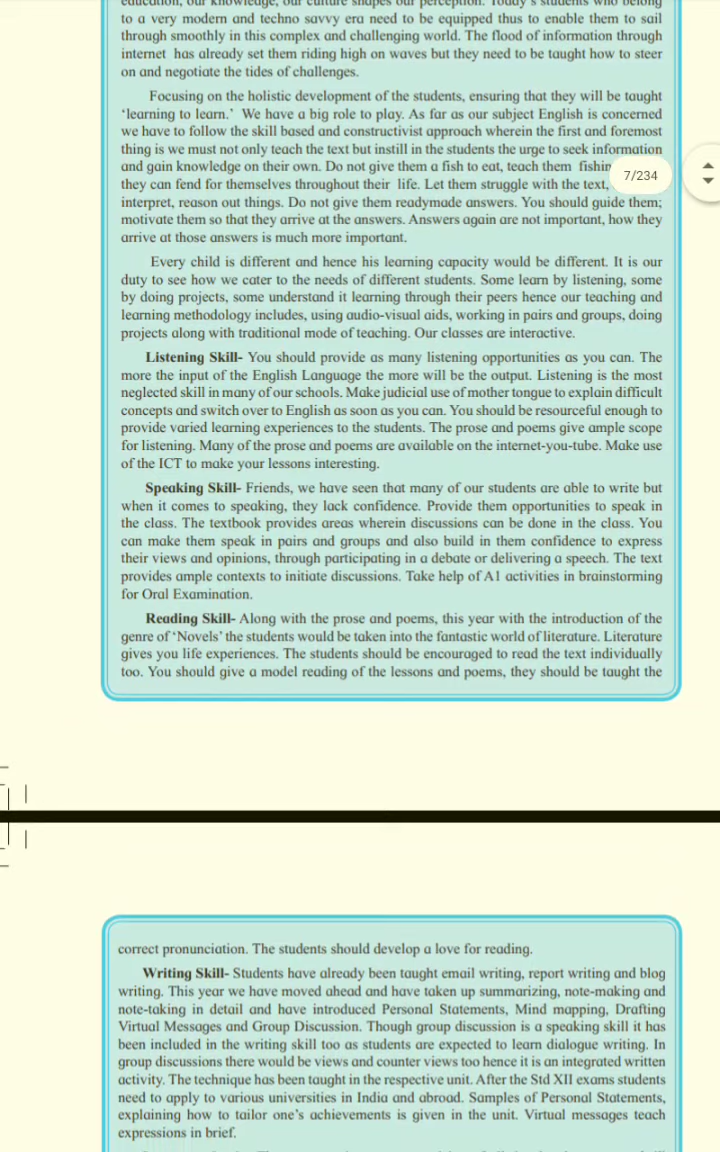 education, our knowledge, our culture shapes our perception. Today's students who belong
to a very modern and techno savvy era need to be equipped thus to enable them to sail
through smoothly in this complex and challenging world. The flood of information through
internet has already set them riding high on waves but they need to be taught how to steer
on and negotiate the tides of challenges.
Focusing on the holistic development of the students, ensuring that they will be taught
‘learning to learn.’ We have a big role to play. As far as our subject English is concerned
we have to follow the skill based and constructivist approach wherein the first and foremost
thing is we must not only teach the text but instill in the students the urge to seek information
and gain knowledge on their own. Do not give them a fish to eat, teach them
7/234
they can fend for themselves throughout their life. Let them struggle with the text,
interpret, reason out things. Do not give them readymade answers. You should guide them;
motivate them so that they arrive at the answers. Answers again are not important, how they
arrive at those answers is much more important.
Every child is different and hence his learning capacity would be different. It is our
duty to see how we cater to the needs of different students. Some learn by listening, some
by doing projects, some understand it learning through their peers hence our teaching and
learning methodology includes, using audio-visual aids, working in pairs and groups, doing
projects along with traditional mode of teaching. Our classes are interactive.
Listening Skill- You should provide as many listening opportunities as you can. The
more the input of the English Language the more will be the output. Listening is the most
neglected skill in many of our schools. Make judicial use of mother tongue to explain difficult
concepts and switch over to English as soon as you can. You should be resourceful enough to
provide varied learning experiences to the students. The prose and poems give ample scope
for listening. Many of the prose and poems are available on the internet-you-tube. Make use
of the ICT to make your lessons interesting.
Speaking Skill- Friends, we have seen that many of our students are able to write but
when it comes to speaking, they lack confidence. Provide them opportunities to speak in
the class. The textbook provides areas wherein discussions can be done in the class. You
can make them speak in pairs and groups and also build in them confidence to express
their views and opinions, through participating in a debate or delivering a speech. The text
provides ample contexts to initiate discussions. Take help of A1 activities in brainstorming
for Oral Examination.
Reading Skill- Along with the prose and poems, this year with the introduction of the
genre of ‘Novels’ the students would be taken into the fantastic world of literature. Literature
gives you life experiences. The students should be encouraged to read the text individually
too. You should give a model reading of the lessons and poems, they should be taught the
correct pronunciation. The students should develop a love for reading.
Writing Skill- Students have already been taught email writing, report writing and blog
writing. This year we have moved ahead and have taken up summarizing, note-making and
note-taking in detail and have introduced Personal Statements, Mind mapping, Drafting
Virtual Messages and Group Discussion. Though group discussion is a speaking skill it has
been included in the writing skill too as students are expected to learn dialogue writing. In
group discussions there would be views and counter views too hence it is an integrated written
activity. The technique has been taught in the respective unit. After the Std XII exams students
need to apply to various universities in India and abroad. Samples of Personal Statements,
explaining how to tailor one's achievements is given in the unit. Virtual messages teach
expressions in brief.